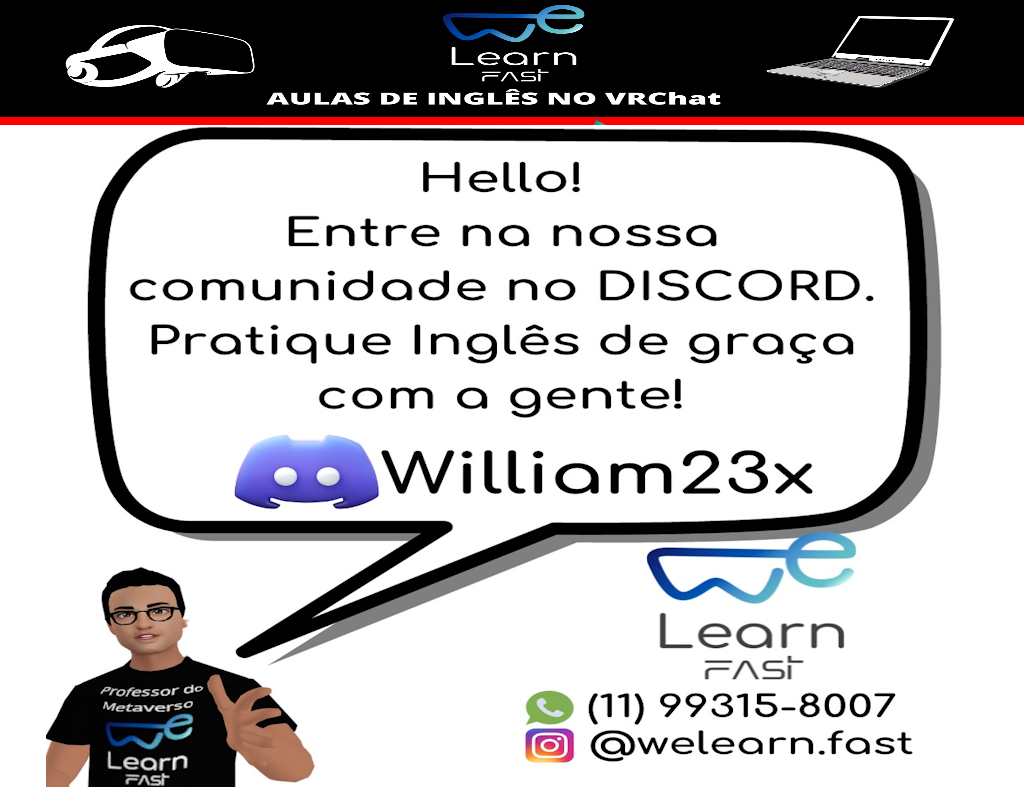 we
Learn
FAST
AULAS DE INGLÊS NO VRChat
Hello!
Entre na nossa
comunidade no DISCORD.
Pratique Inglês de graça
com a gente!
William23x
we
Learn
FAST
(11) 99315-8007
@welearn.fast
Professor do
Metaverso
we
Learn
FAST